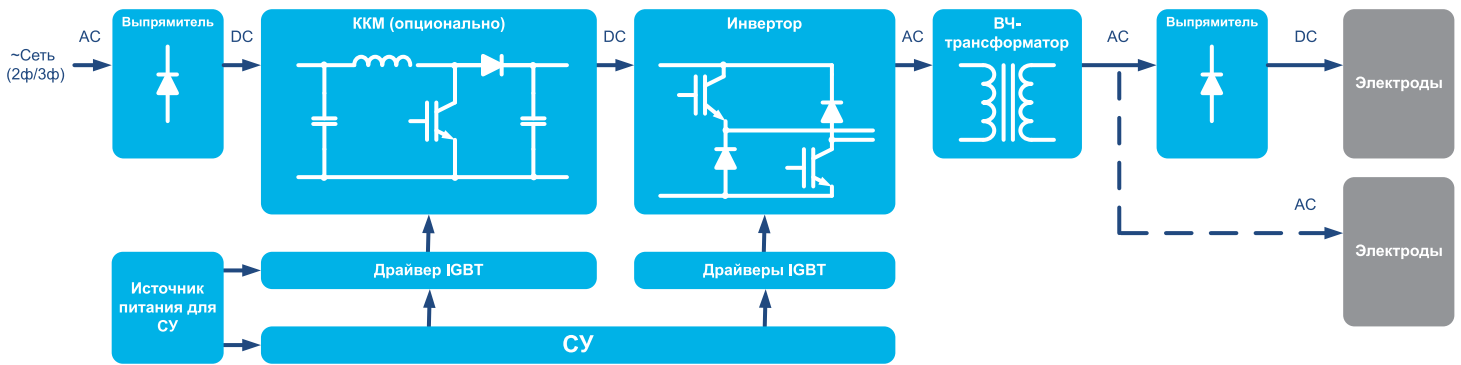 ~Сеть
(2ф/3ф)
AC
Выпрямитель
DC
ККМ (опционально)
DC
Инвертор
AC
ВЧ-
трансформатор
AC
Выпрямитель
DC
Электроды
AC
Электроды
Источник
питания для
СУ
Драйвер IGBT
Драйверы IGBT
СУ